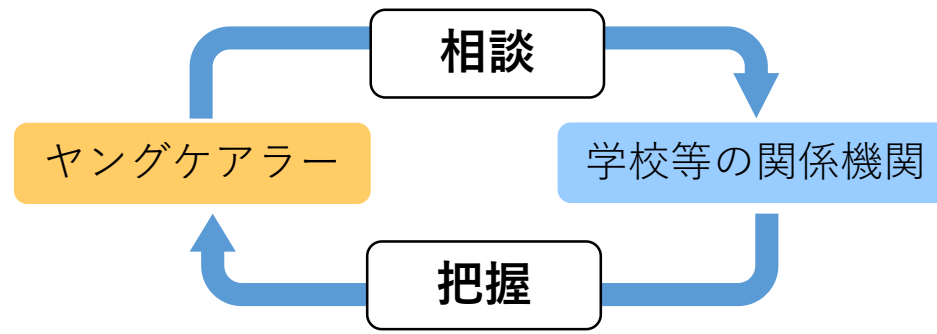 相談
ヤングケアラー
学校等の関係機関
把握